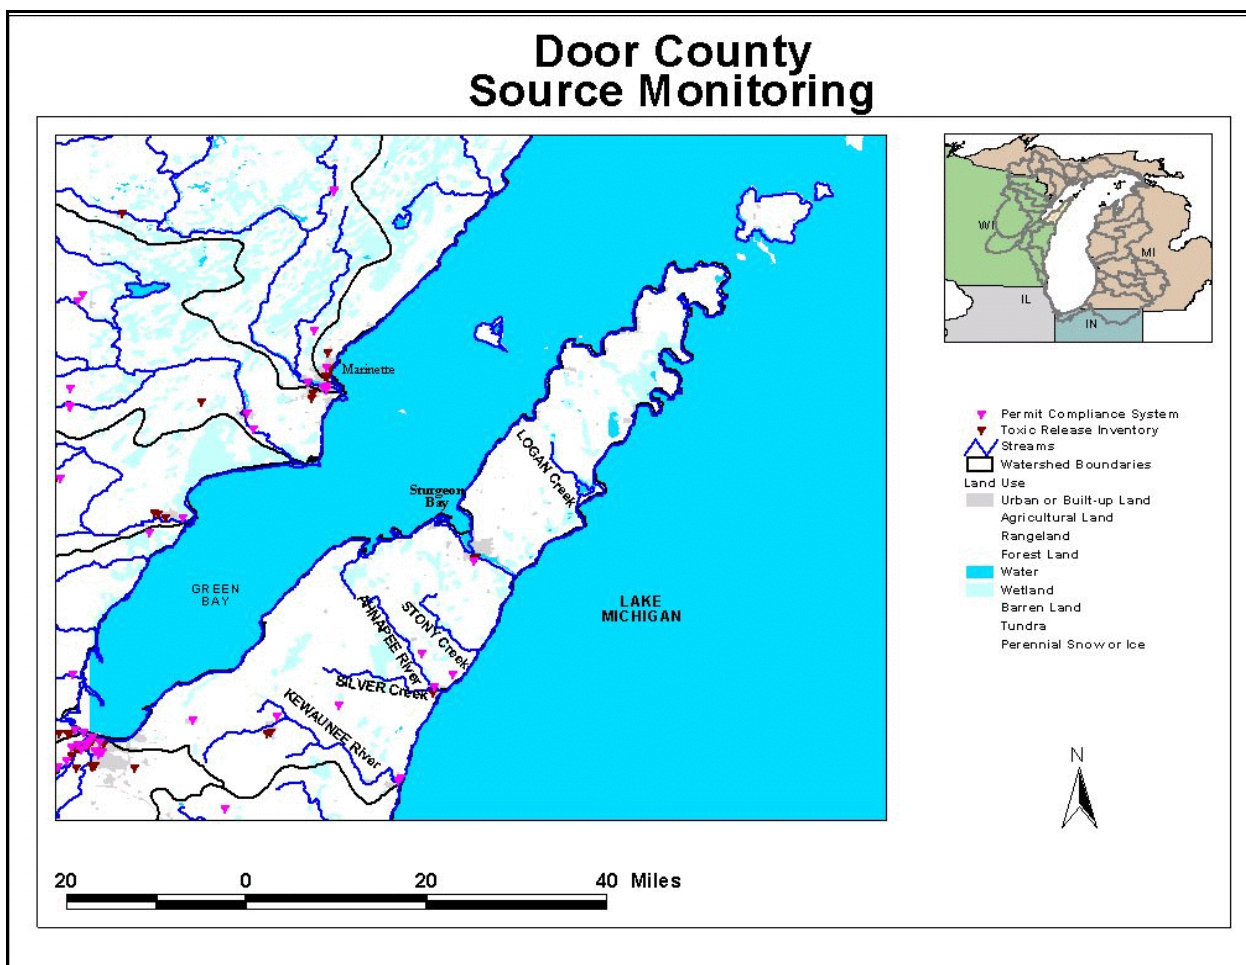 Door County
Source Monitoring
WI
MI
IL
IN
Marinette
LOGAN Creek
Sturgeon
Bay
GREEN
BAY
LAKE
MICHIGAN
AHNAPEE River
STONY Creek
SILVER Creek
KEWAUNEE River
Permit Compliance System
Toxic Release Inventory
Streams
Watershed Boundaries
Land Use
Urban or Built-up Land
Agricultural Land
Rangeland
Forest Land
Water
Wetland
Barren Land
Tundra
Perennial Snow or Ice
N
20 0 20 40 Miles